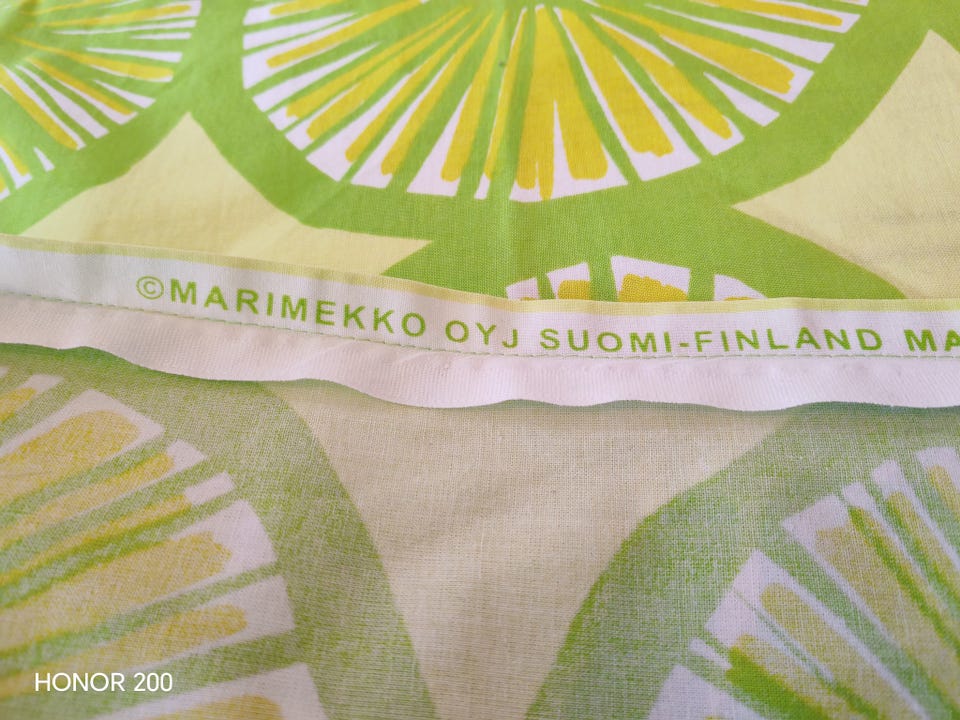 ©MARIMEKKO OYJ SUOMI-FINLAND MA
HONOR 200